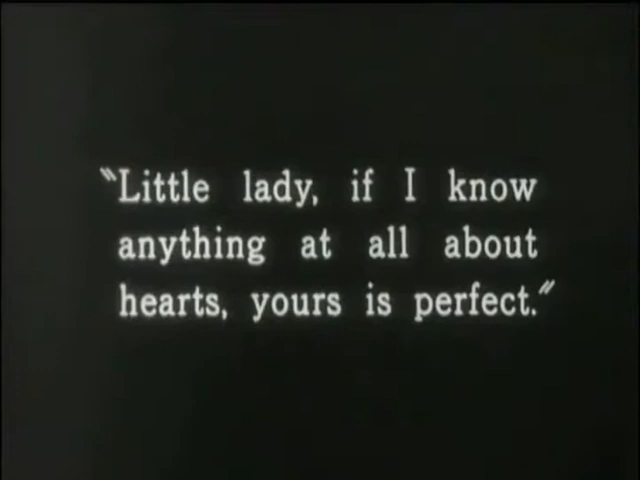 "Little lady, if I know
anything at all about
hearts, yours is perfect."